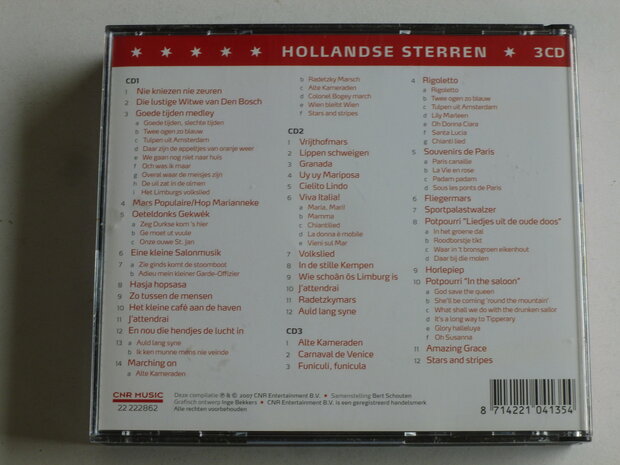 HOLLANDSE STERREN 3CD
CD1
1 Nie kniezen nie zeuren
2 Die lustige Witwe van Den Bosch
3 Goede tijden medley
a Goede tijden, slechte tijden
b Twee ogen zo blauw
c Tulpen uit Amsterdam
d Daar zijn de appeltjes van oranje weer
e We gaan nog niet naar huis
f Och was ik maar
g Overal waar de meisjes zijn
h De uil zat in de olmen
i Het Limburgs volkslied
4 Mars Populaire/Hop Marianneke
5 Oeteldonks Gekwék
a Zeg Durkse kom 's hier
b Ge moet ut vuule
c Onze ouwe St. Jan
6 Eine kleine Salonmusik
7 a Zie ginds komt de stoomboot
b Adieu mein kleiner Garde-Offizier
8 Hasja hopsasa
9 Zo tussen de mensen
10 Het kleine café aan de haven
11 J'attendrai
12 En nou die hendjes de lucht in
13 a Auld lang syne
b Ik ken munne mens nie veinde
14 Marching on
a Alte Kameraden
b Radetzky Marsch
c Alte Kameraden
d Colonel Bogey march
e Wien bleibt Wien
f Stars and stripes
CD2
1 Vrijthofmars
2 Lippen schweigen
3 Granada
4 Uy uy Mariposa
5 Cielito Lindo
6 Viva Italia!
a Maria, Mari!
b Mamma
c Chiantilied
d La donna è mobile
e Vieni sul Mar
7 Volkslied
8 In de stille Kempen
9 Wie schoân ôs Limburg is
10 J'attendrai
11 Radetzkymars
12 Auld lang syne
CD3
1 Alte Kameraden
2 Carnaval de Venice
3 Funiculi, funicula
4 Rigoletto
a Rigoletto
b Twee ogen zo blauw
c Tulpen uit Amsterdam
d Lily Marleen
e Oh Donna Clara
f Santa Lucia
g Chianti lied
5 Souvenirs de Paris
a Paris canaille
b La Vie en rose
c Padam padam
d Sous les ponts de Paris
6 Fliegermars
7 Sportpalastwalzer
8 Potpourri "Liedjes uit de oude doos"
a In het groene dal
b Roodborstje tikt
c Waar in 't bronsgroen eikenhout
d Daar bij die molen
9 Horlepiep
10 Potpourri "In the saloon"
a God save the queen
b She'll be coming 'round the mountain'
c What shall we do with the drunken sailor
d It's a long way to Tipperary
e Glory halleluya
f Oh Susanna
11 Amazing Grace
12 Stars and stripes
CNR MUSIC
22 222862
Deze compilatie ℗ & © 2007 CNR Entertainment B.V. • Samenstelling Bert Schouten
Grafisch ontwerp Inge Bekkers • CNR Entertainment B.V. is een geregistreerd handelsmerk.
Alle rechten voorbehouden
8 714221 041354